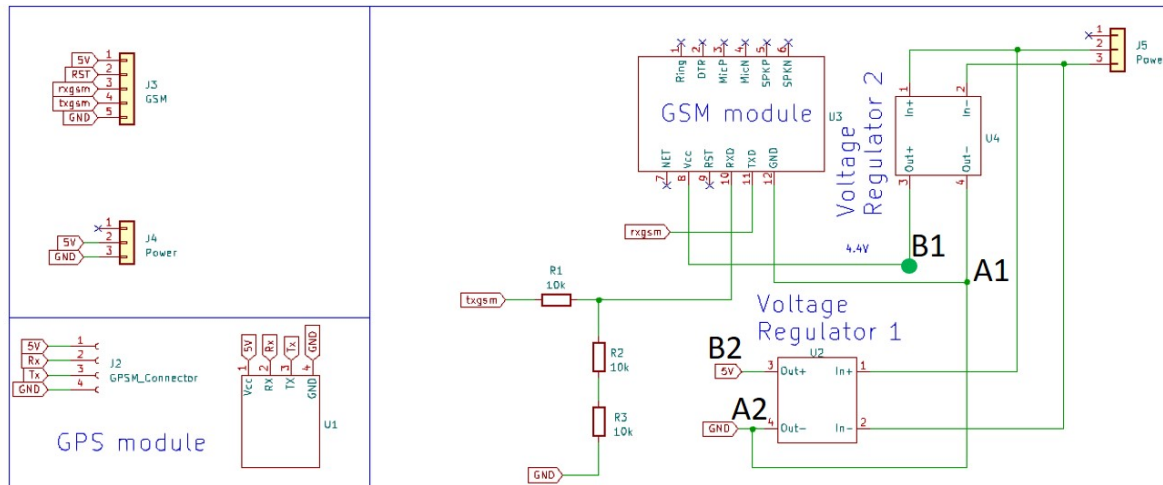 5V 1
RST 2
rxgsm 3
txgsm 4
GND 5
J3
GSM
1
5V 2
GND 3
J4
Power
5V 1
Rx 2
Tx 3
GND 4
J2
GPSM_Connector
5V
Rx
Tx
GND
1
2
3
4
Vcc
RX
TX
GND
U1
GPS module
1
2
3
4
5
6
Ring
DTR
MicP
MicN
SPKP
SPKN
GSM module
U3
NET
Vcc
RST
RXD
TXD
GND
7
8
9
10
11
12
rxgsm
txgsm
R1
10k
R2
10k
R3
10k
GND
Voltage
Regulator 2
1
2
In+
In-
U4
Out+
Out-
3
4
1
2
3
J5
Power
4.4V
B1
A1
Voltage
Regulator 1
U2
B2
5V 3 Out+ In+ 1
A2
GND 4 Out- In- 2